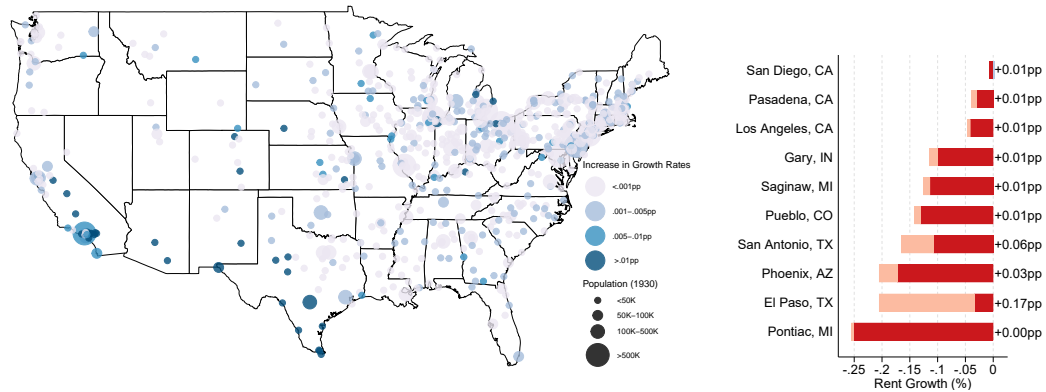 Increase in Growth Rates
<.001pp
.001–.005pp
.005–.01pp
>.01pp
Population (1930)
<50K
50K–100K
100K–500K
>500K
San Diego, CA +0.01pp
Pasadena, CA +0.01pp
Los Angeles, CA +0.01pp
Gary, IN +0.01pp
Saginaw, MI +0.01pp
Pueblo, CO +0.01pp
San Antonio, TX +0.06pp
Phoenix, AZ +0.03pp
El Paso, TX +0.17pp
Pontiac, MI +0.00pp
-.25 -.2 -.15 -.1 -.05 0
Rent Growth (%)